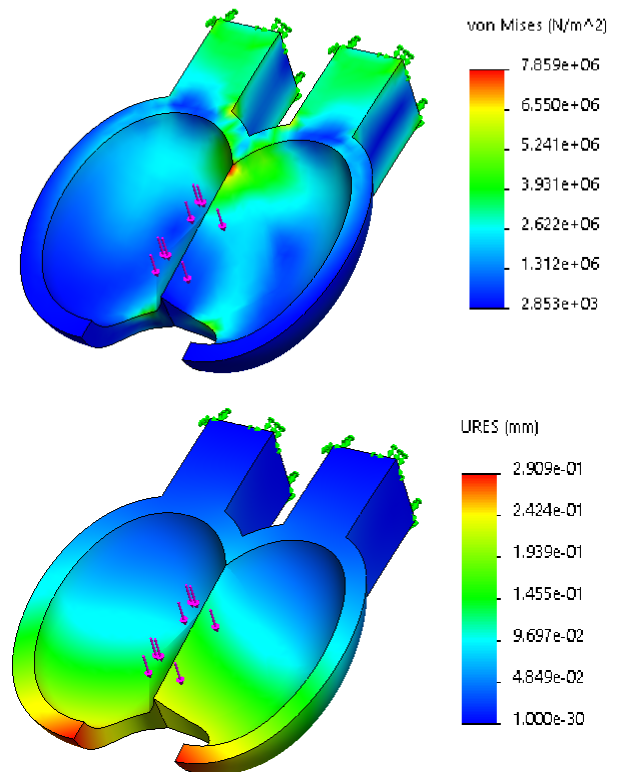 von Mises (N/m^2)
7.859e+06
6.550e+06
5.241e+06
3.931e+06
2.622e+06
1.312e+06
2.853e+03
URES (mm)
2.909e-01
2.424e-01
1.939e-01
1.455e-01
9.697e-02
4.849e-02
1.000e-30